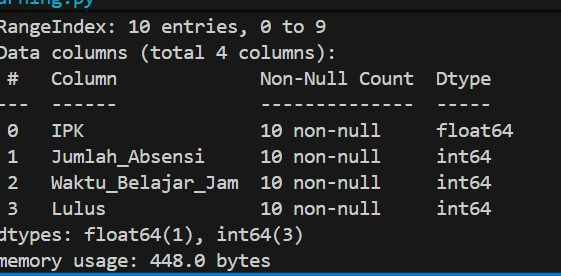 urning.py
RangeIndex: 10 entries, 0 to 9
Data columns (total 4 columns):
 #   Column             Non-Null Count  Dtype
---  ------             --------------  -----
 0   IPK                10 non-null     float64
 1   Jumlah_Absensi     10 non-null     int64
 2   Waktu_Belajar_Jam  10 non-null     int64
 3   Lulus              10 non-null     int64
dtypes: float64(1), int64(3)
memory usage: 448.0 bytes